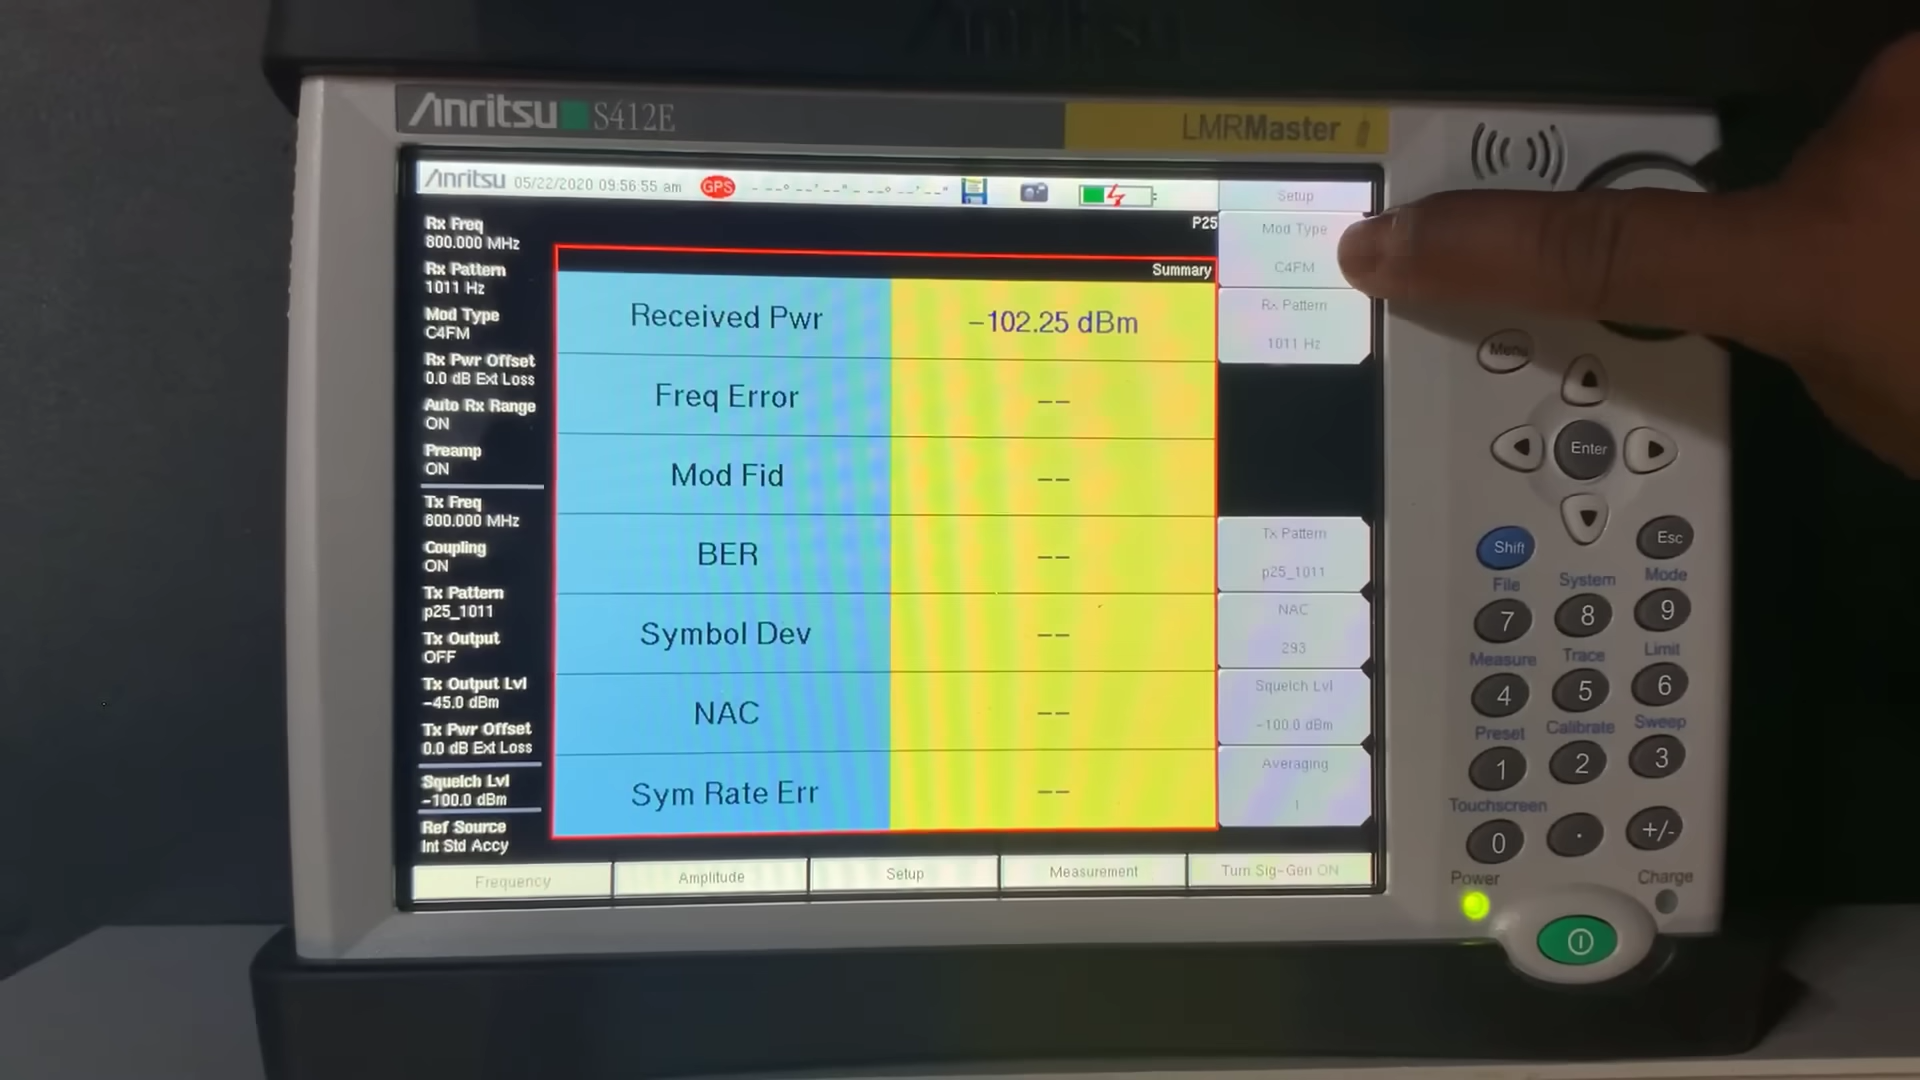 Anritsu S412E
LMRMaster
Anritsu 05/22/2020 09:56:55 am GPS
Setup
P25
Mod Type
C4FM
Rx Pattern
1011 Hz
Tx Pattern
p25_1011
NAC
293
Squelch Lvl
-100.0 dBm
Averaging
1
Rx Freq
800.000 MHz
Rx Pattern
1011 Hz
Mod Type
C4FM
Rx Pwr Offset
0.0 dB Ext Loss
Auto Rx Range
ON
Preamp
ON
Tx Freq
800.000 MHz
Coupling
ON
Tx Pattern
p25_1011
Tx Output
OFF
Tx Output Lvl
-45.0 dBm
Tx Pwr Offset
0.0 dB Ext Loss
Squelch Lvl
-100.0 dBm
Ref Source
Int Std Accy
Summary
Received Pwr -102.25 dBm
Freq Error --
Mod Fid --
BER --
Symbol Dev --
NAC --
Sym Rate Err --
Frequency Amplitude Setup Measurement Turn Sig-Gen ON
Menu
Enter
Shift Esc
File System Mode
7 8 9
Measure Trace Limit
4 5 6
Preset Calibrate Sweep
1 2 3
Touchscreen
0 . +/-
Power Charge